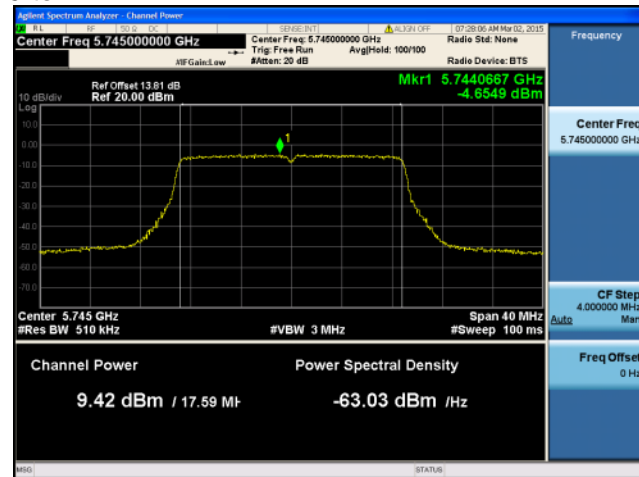 Agilent Spectrum Analyzer - Channel Power
RL RF 50 Ω DC SENSE:INT ALIGN OFF 07:28:06 AM Mar 02, 2015
Center Freq 5.745000000 GHz Center Freq: 5.745000000 GHz Radio Std: None Frequency
Trig: Free Run Avg|Hold: 100/100
#IFGain:Low #Atten: 20 dB Radio Device: BTS
Ref Offset 13.81 dB Mkr1 5.7440667 GHz
10 dB/div Ref 20.00 dBm -4.6549 dBm
Log
10.0
0.00
-10.0
-20.0
-30.0
-40.0
-50.0
-70.0
1
Center Freq
5.745000000 GHz
Center 5.745 GHz Span 40 MHz
#Res BW 510 kHz #VBW 3 MHz #Sweep 100 ms
CF Step
4.000000 MHz
Auto Man
Channel Power Power Spectral Density
9.42 dBm / 17.59 MH -63.03 dBm /Hz
Freq Offset
0 Hz
MSG STATUS